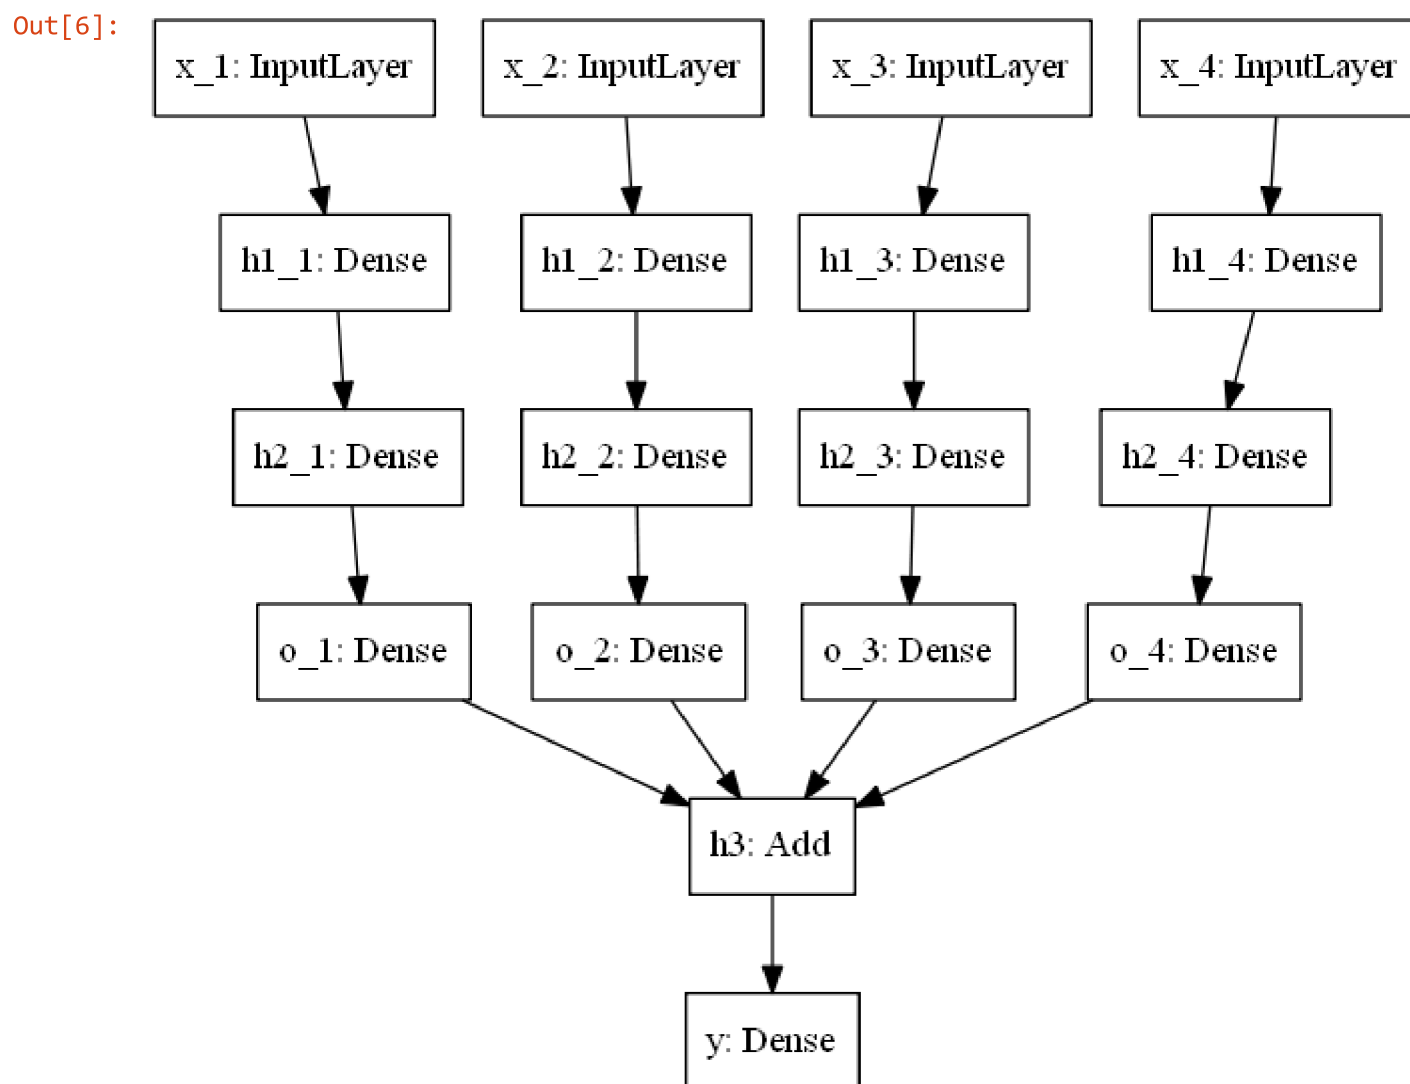 Out[6]:
x_1: InputLayer x_2: InputLayer x_3: InputLayer x_4: InputLayer
h1_1: Dense h1_2: Dense h1_3: Dense h1_4: Dense
h2_1: Dense h2_2: Dense h2_3: Dense h2_4: Dense
o_1: Dense o_2: Dense o_3: Dense o_4: Dense
h3: Add
y: Dense